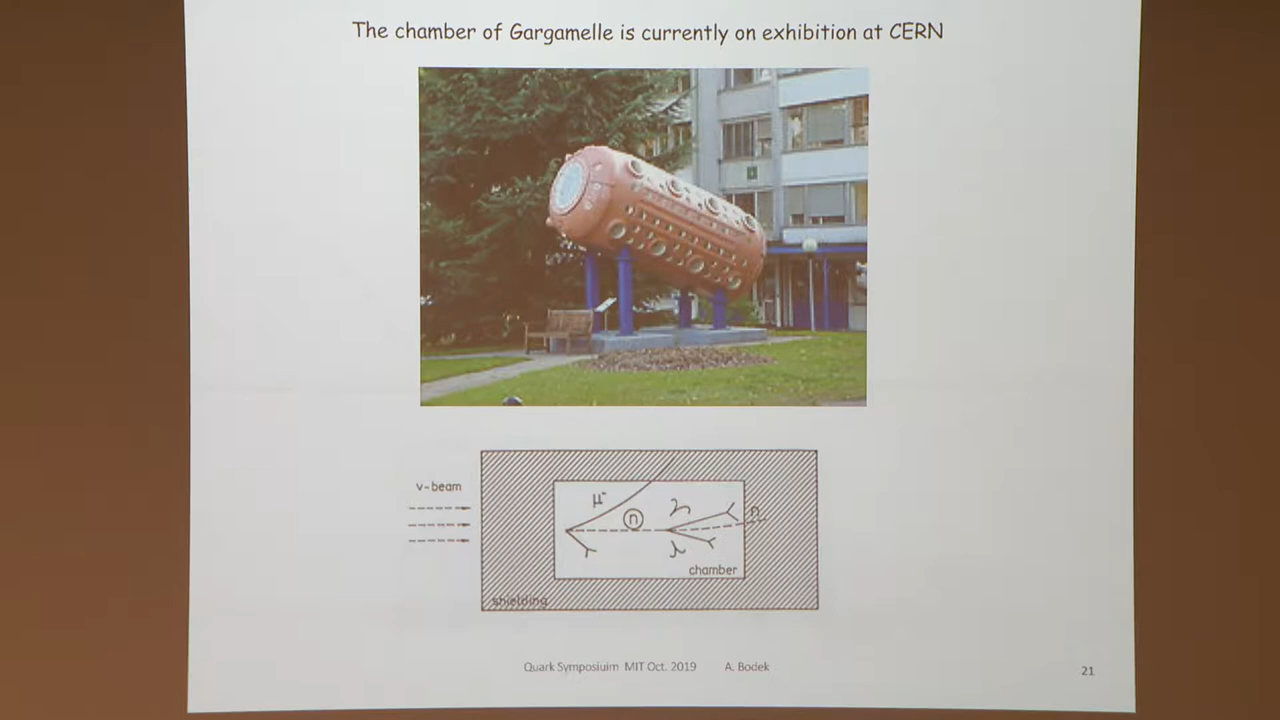 The chamber of Gargamelle is currently on exhibition at CERN
ν-beam
μ⁻
n
n
chamber
shielding
Quark Symposiuim MIT Oct. 2019 A. Bodek
21